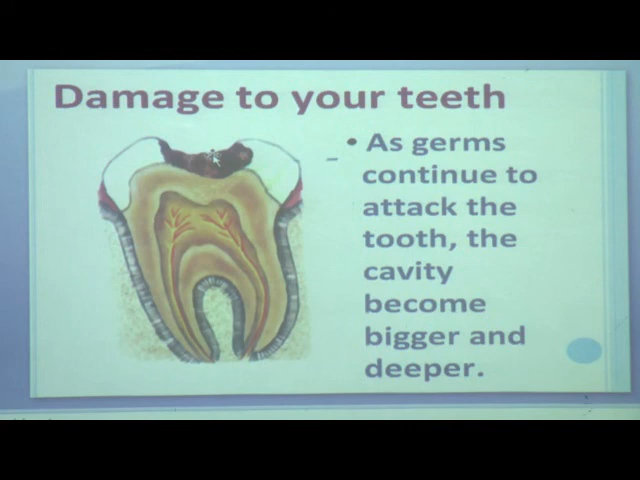 Damage to your teeth
• As germs
continue to
attack the
tooth, the
cavity
become
bigger and
deeper.